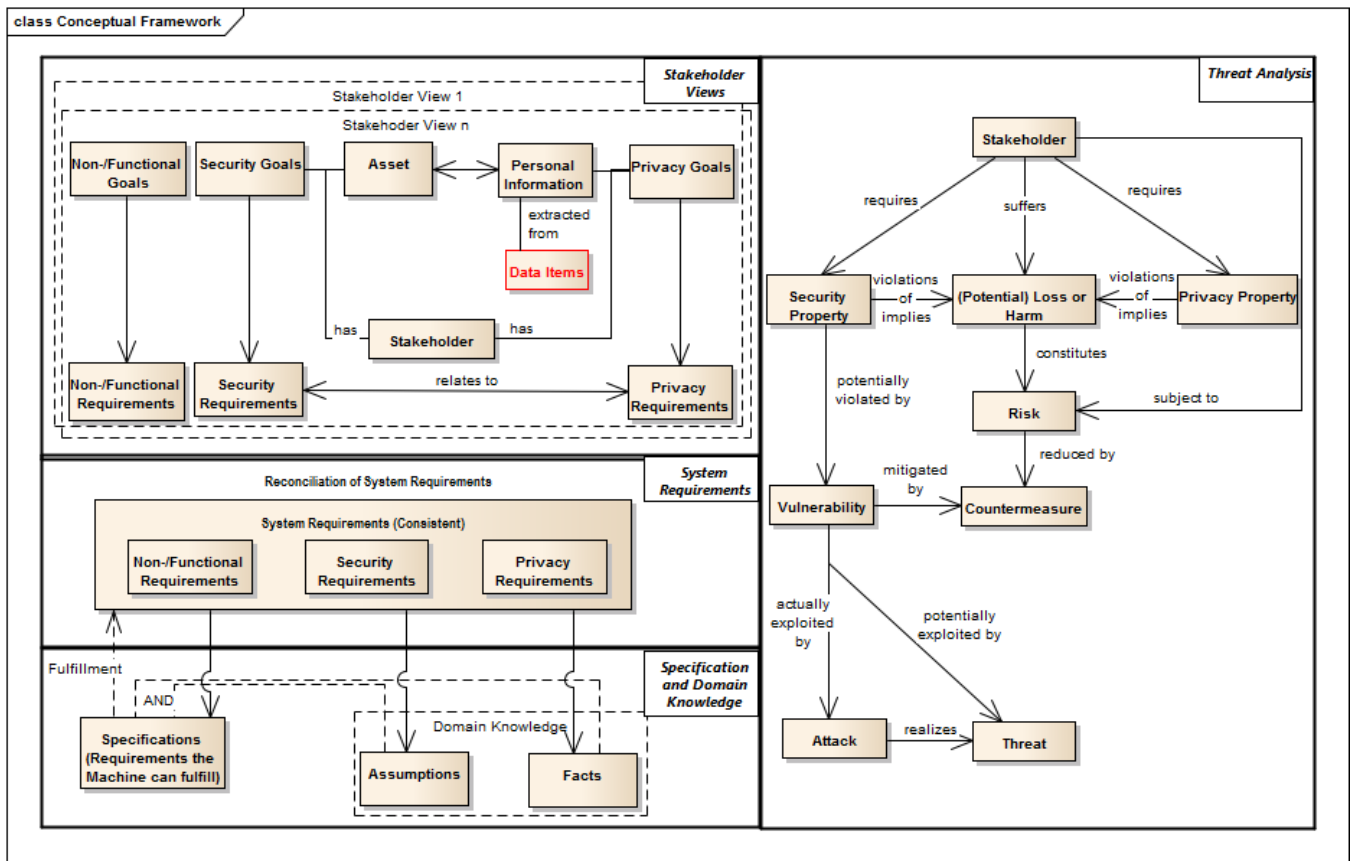 class Conceptual Framework
Stakeholder
Views
Stakeholder View 1
Stakehoder View n
Non-/Functional
Goals
Security Goals
Asset
Personal
Information
Privacy Goals
extracted
from
Data Items
has
Stakeholder
has
Non-/Functional
Requirements
Security
Requirements
relates to
Privacy
Requirements
System
Requirements
Reconciliation of System Requirements
System Requirements (Consistent)
Non-/Functional
Requirements
Security
Requirements
Privacy
Requirements
Specification
and Domain
Knowledge
Fulfillment
AND
Domain Knowledge
Specifications
(Requirements the
Machine can fulfill)
Assumptions
Facts
Threat Analysis
Stakeholder
requires
suffers
requires
Security
Property
violations
of
implies
(Potential) Loss or
Harm
violations
of
implies
Privacy Property
constitutes
potentially
violated by
Risk
subject to
reduced by
Vulnerability
mitigated
by
Countermeasure
actually
exploited
by
potentially
exploited by
Attack
realizes
Threat